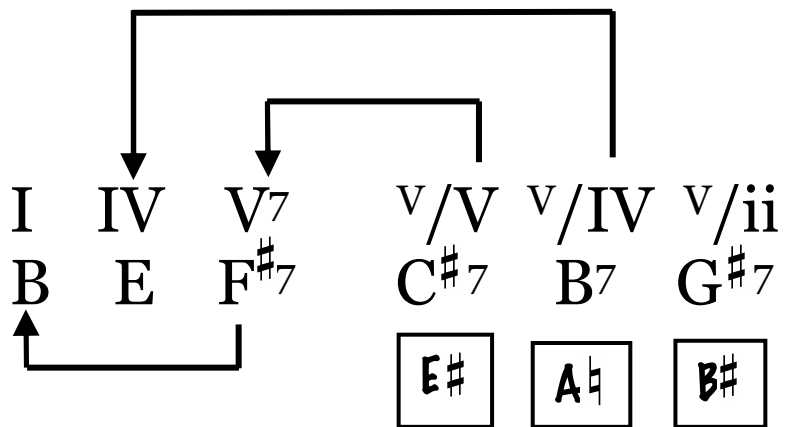 I IV V7 V/V V/IV V/ii
B E F♯7 C♯7 B7 G♯7
E♯ A♮ B♯